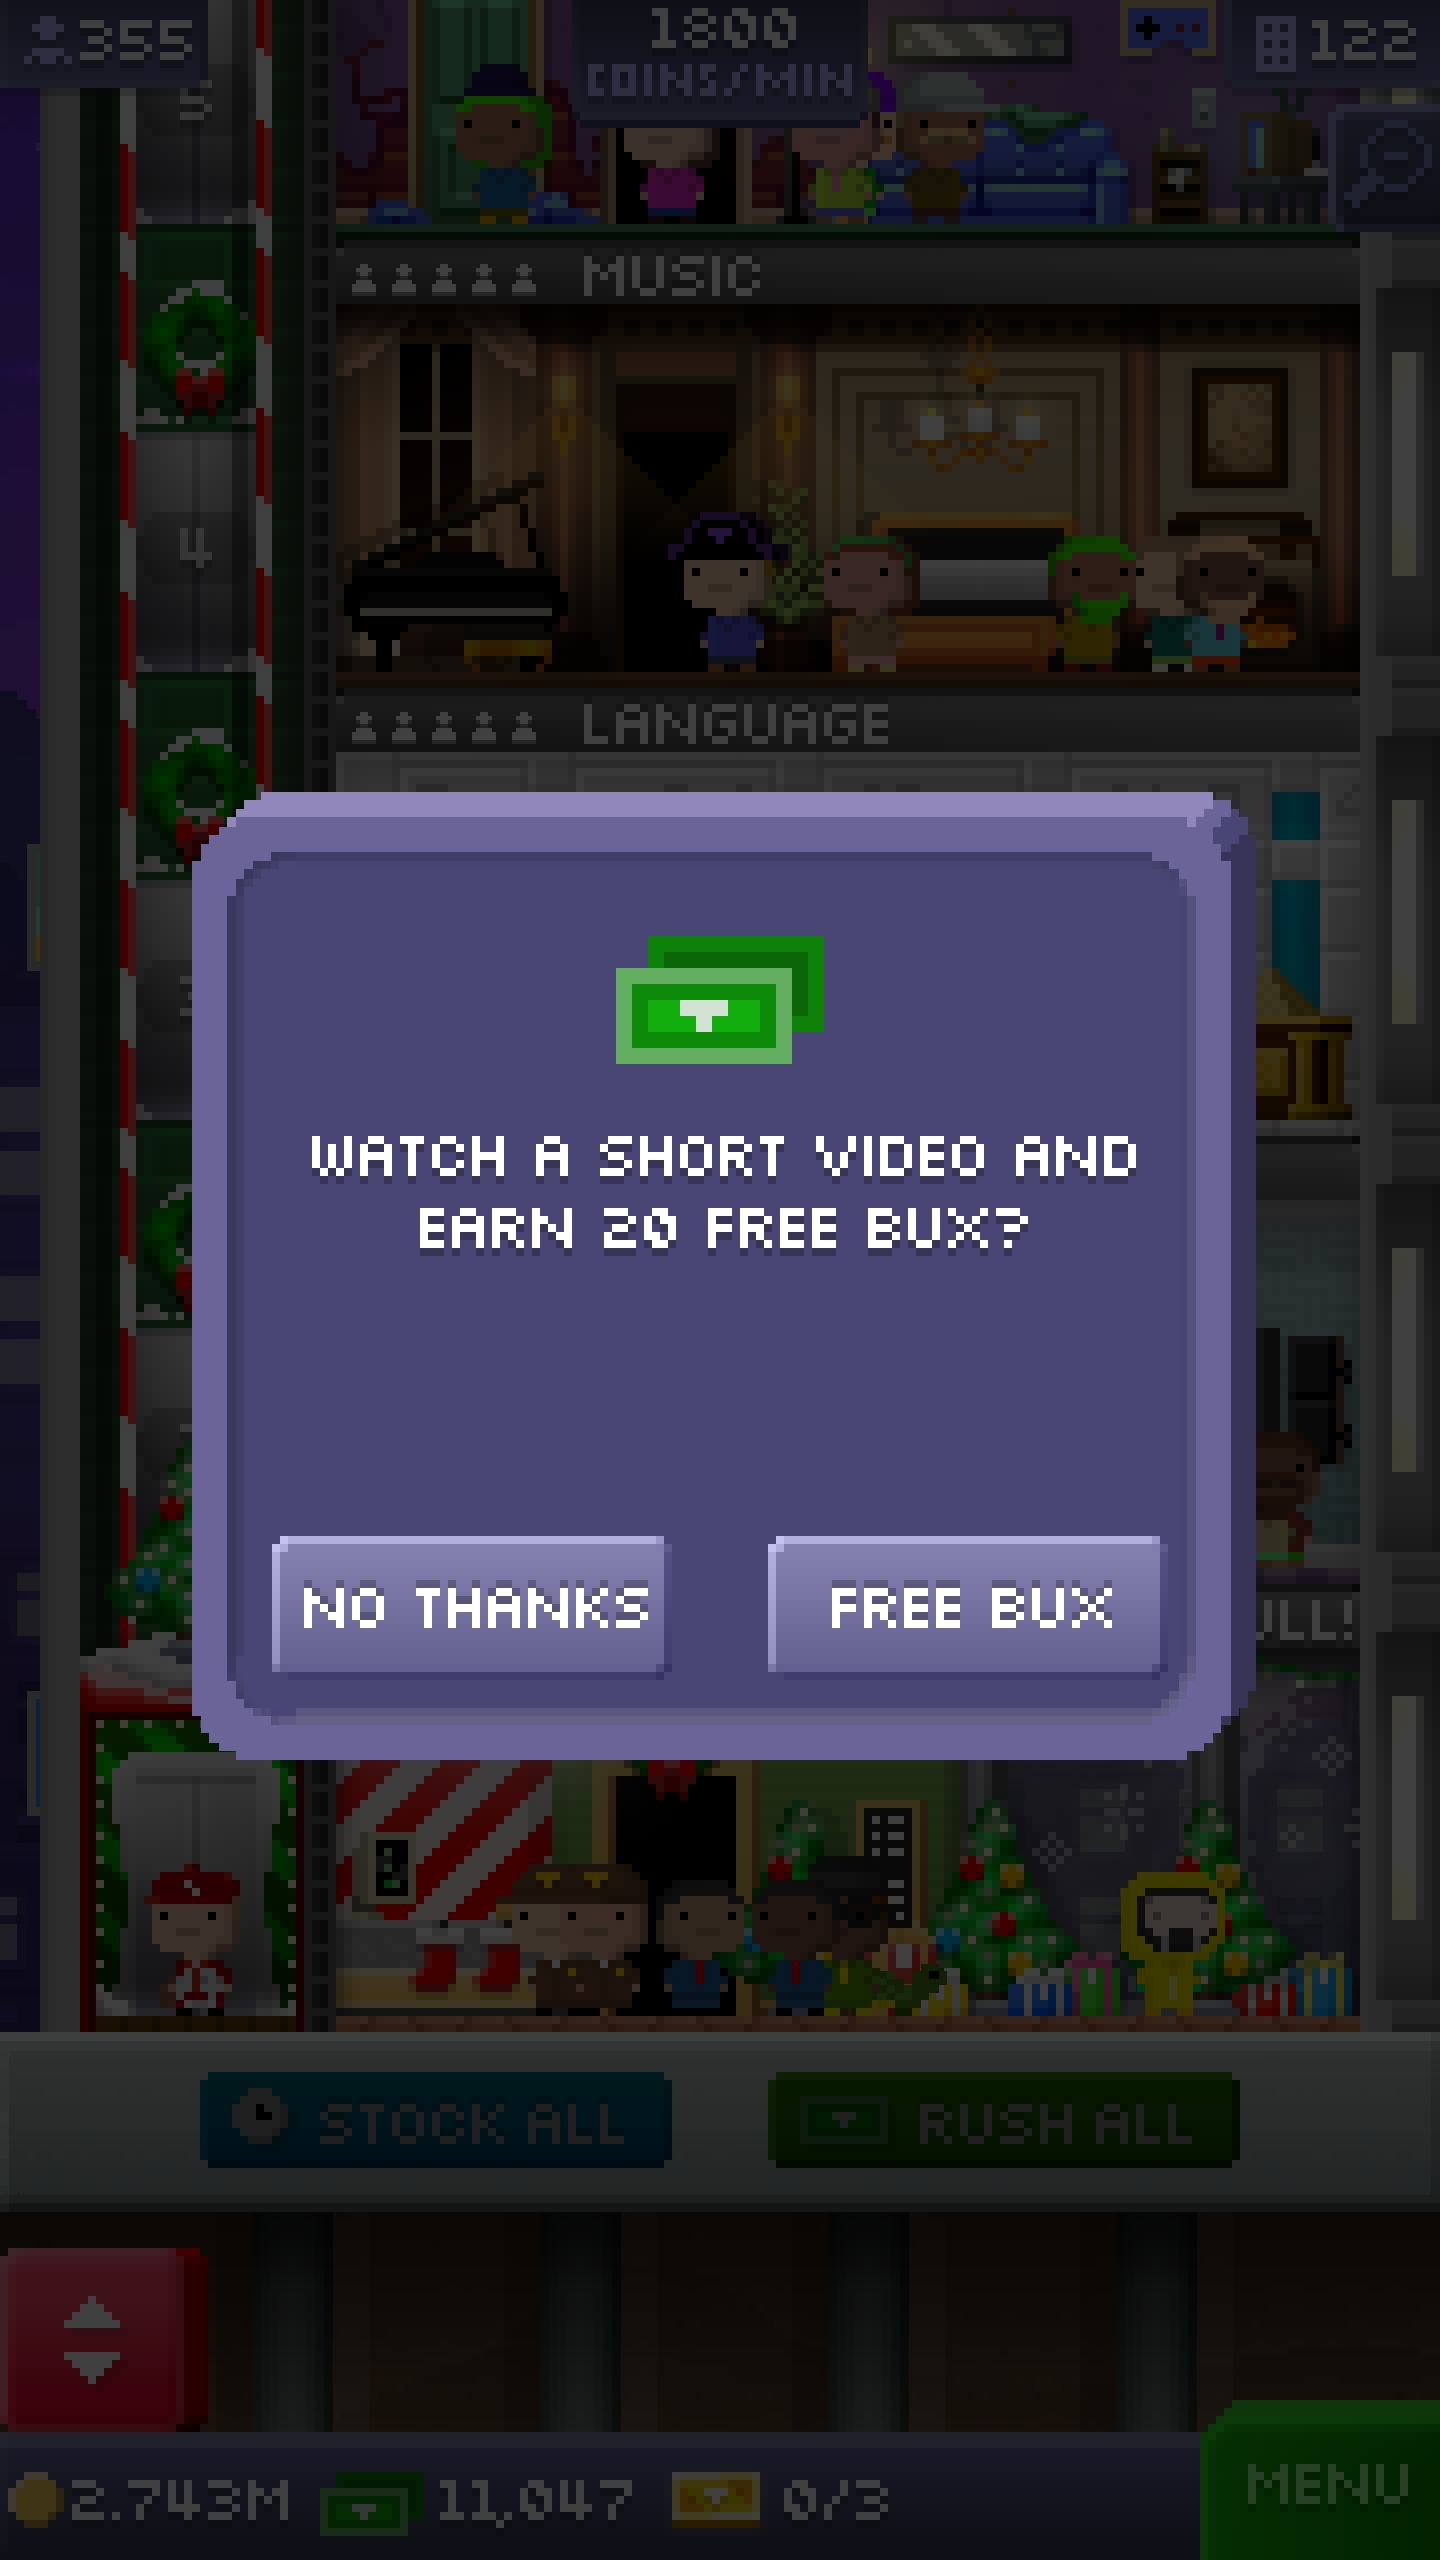 355
1800
COINS/MIN
122
5
MUSIC
4
LANGUAGE
WATCH A SHORT VIDEO AND
EARN 20 FREE BUX?
NO THANKS
FREE BUX
ULL!
STOCK ALL
RUSH ALL
2.743M
11,047
0/3
MENU